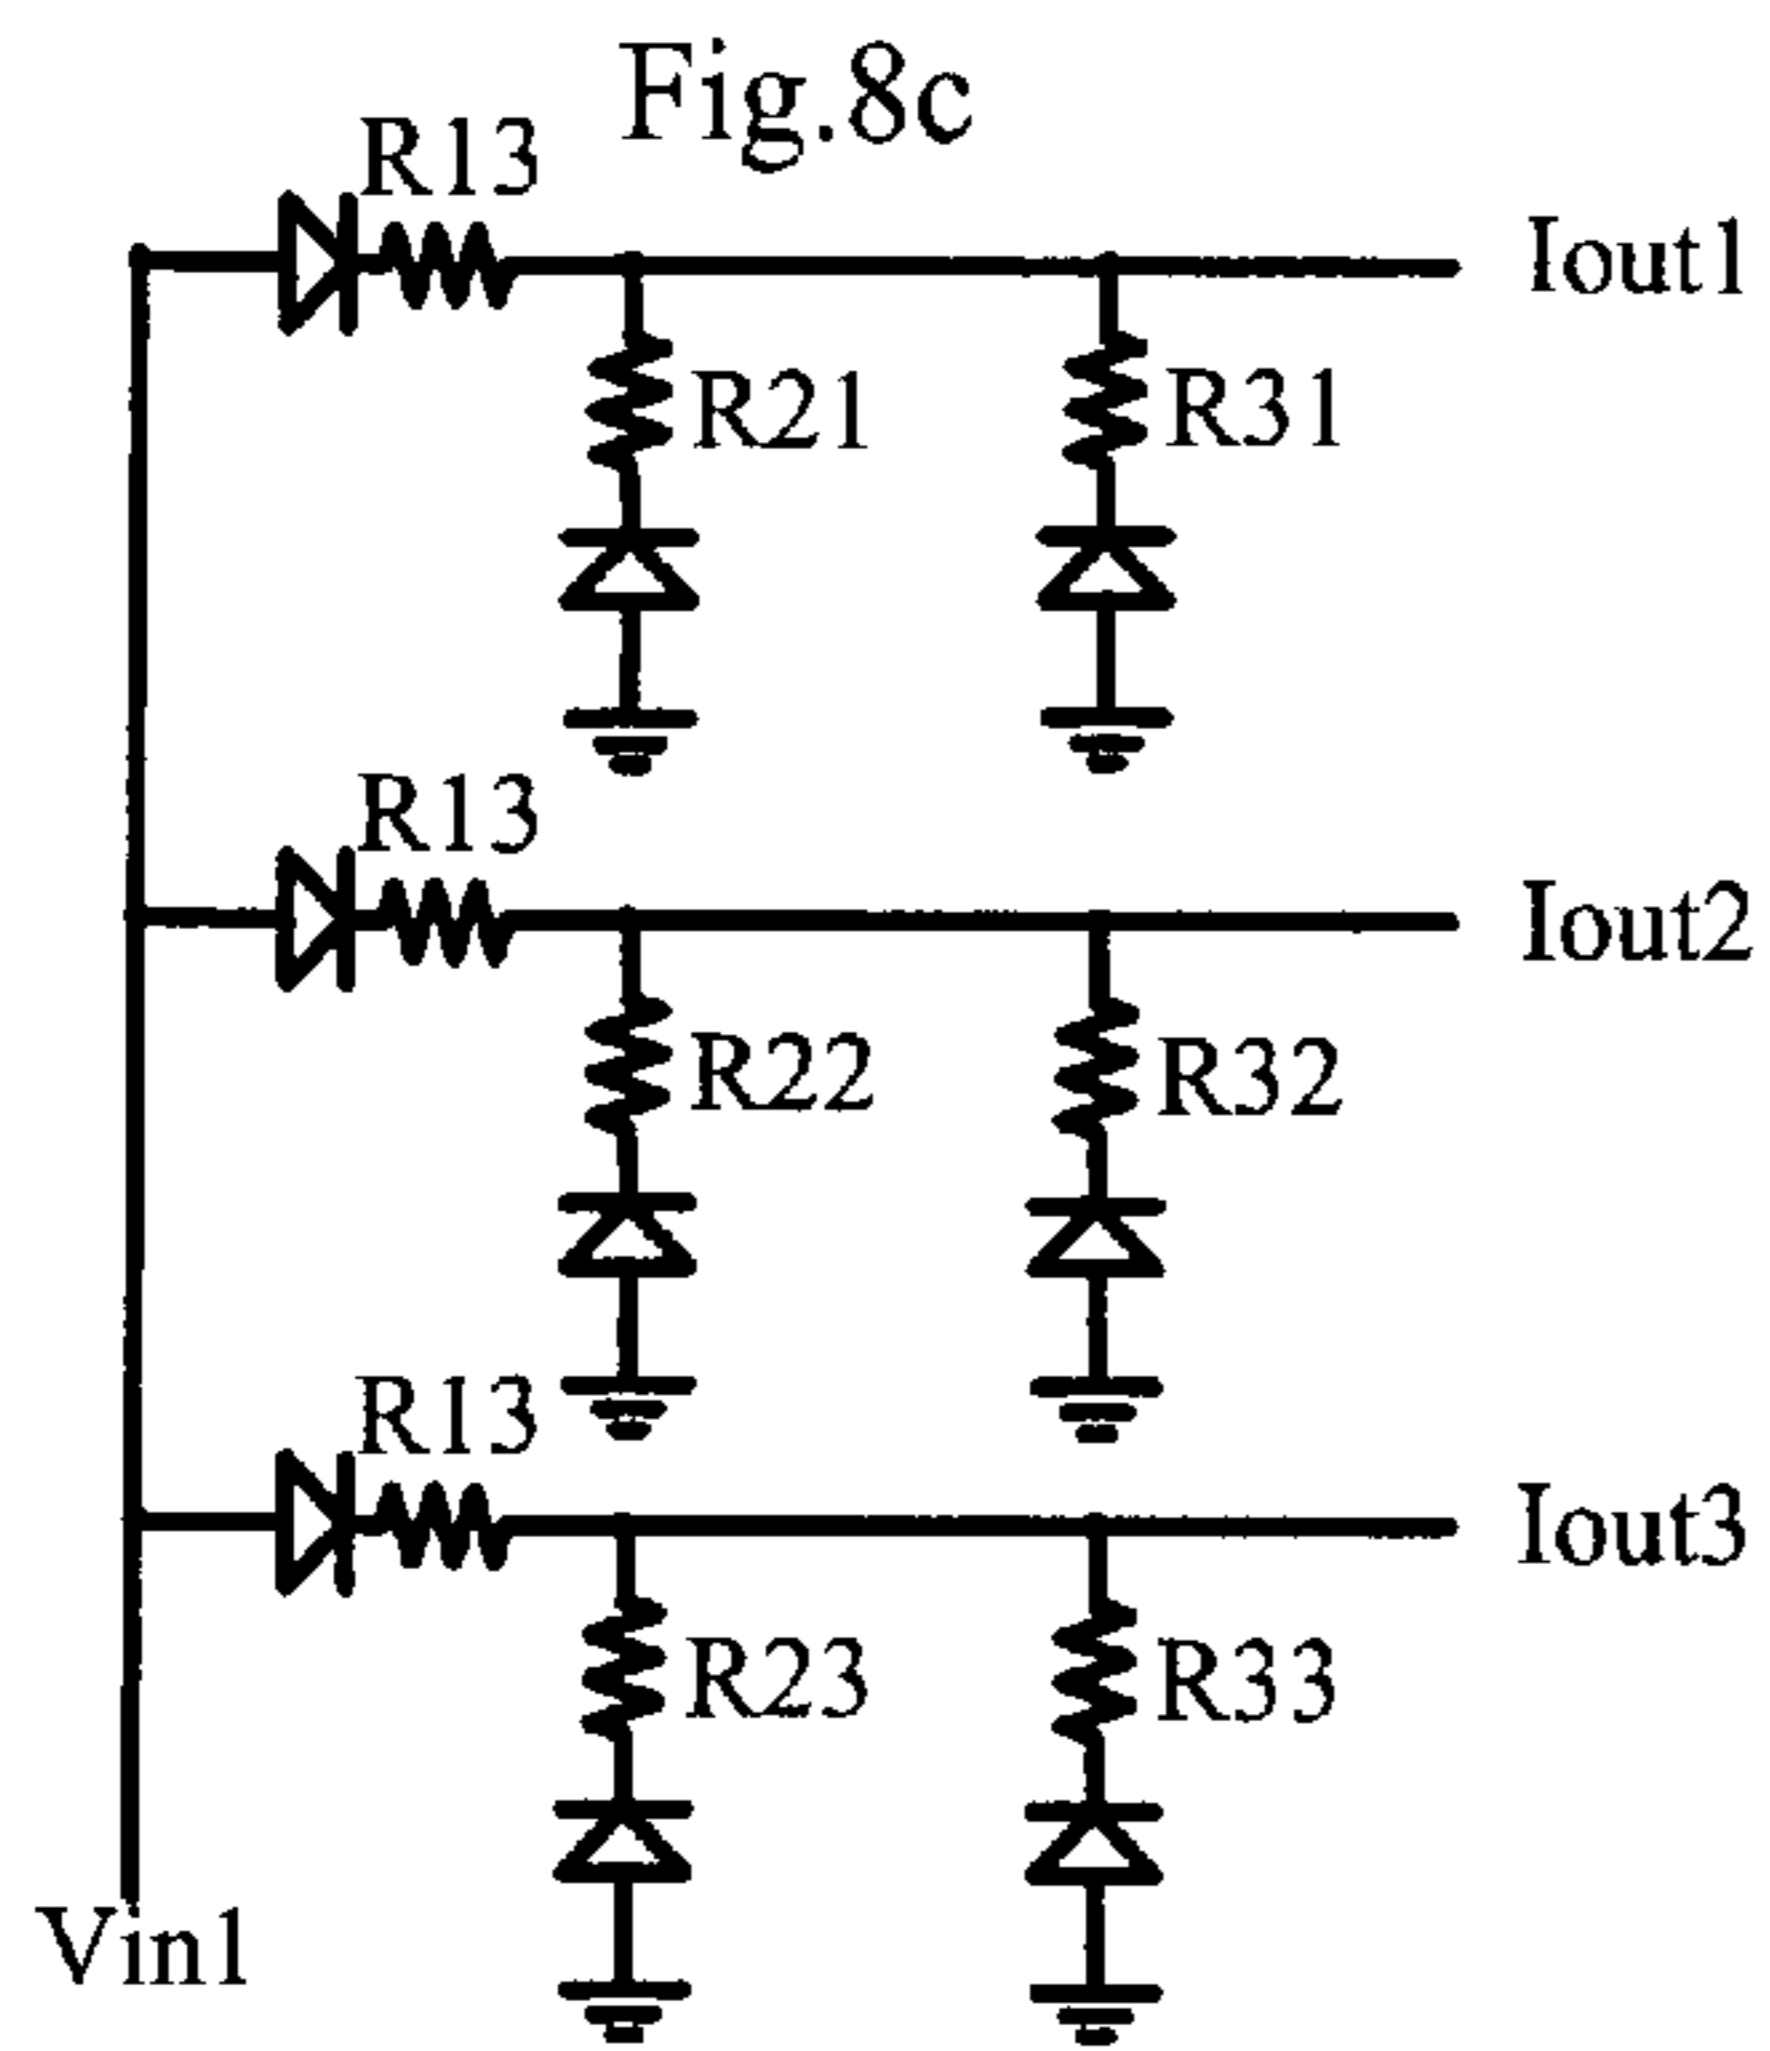 Fig.8c
R13
Iout1
R21
R31
R13
Iout2
R22
R32
R13
Iout3
R23
R33
Vin1